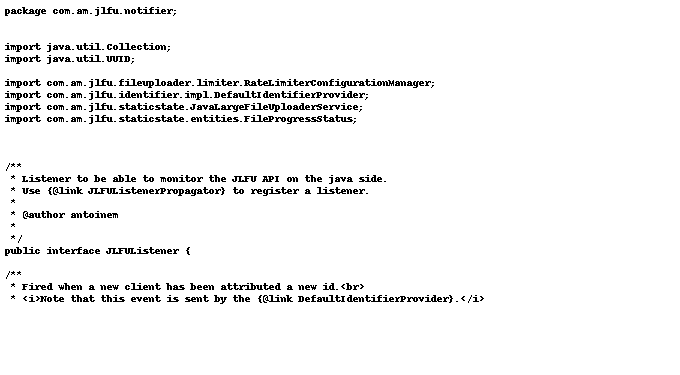 package com.am.jlfu.notifier;
import java.util.Collection;
import java.util.UUID;
import com.am.jlfu.fileuploader.limiter.RateLimiterConfigurationManager;
import com.am.jlfu.identifier.impl.DefaultIdentifierProvider;
import com.am.jlfu.staticstate.JavaLargeFileUploaderService;
import com.am.jlfu.staticstate.entities.FileProgressStatus;
/**
 * Listener to be able to monitor the JLFU API on the java side.
 * Use {@link JLFUListenerPropagator} to register a listener.
 *
 * @author antoinem
 *
 */
public interface JLFUListener {
/**
 * Fired when a new client has been attributed a new id.<br>
 * <i>Note that this event is sent by the {@link DefaultIdentifierProvider}.</i>